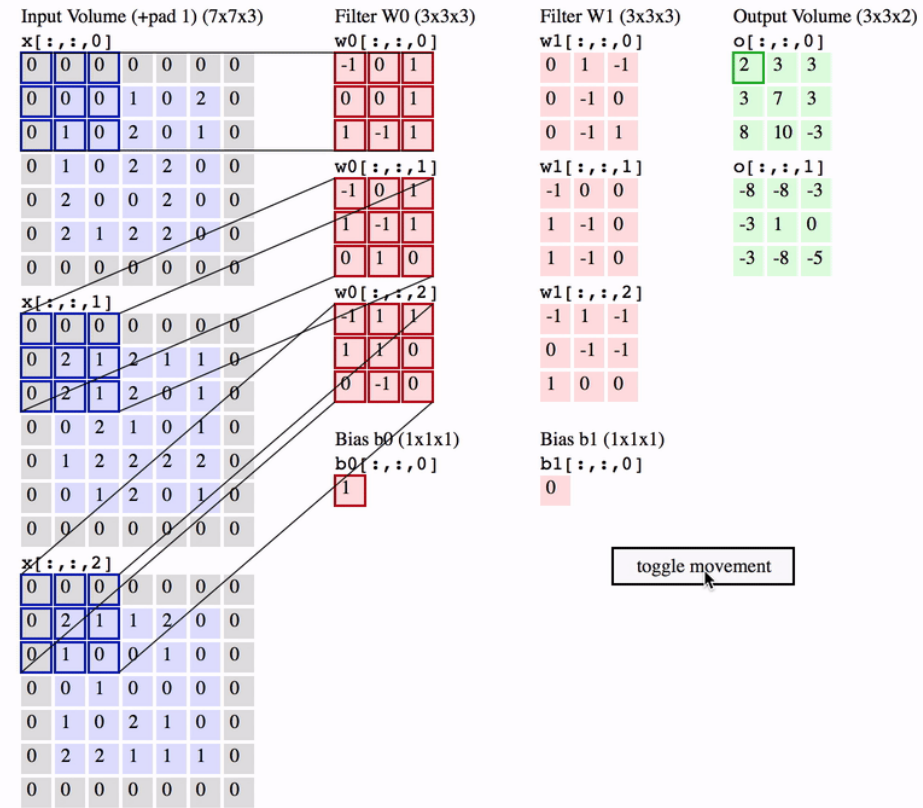 Input Volume (+pad 1) (7x7x3)
x[:,:,0]
0 0 0 0 0 0 0
0 0 0 1 0 2 0
0 1 0 2 0 1 0
0 1 0 2 2 0 0
0 2 0 0 2 0 0
0 2 1 2 2 0 0
0 0 0 0 0 0 0
x[:,:,1]
0 0 0 0 0 0 0
0 2 1 2 1 1 0
0 2 1 2 0 1 0
0 0 2 1 0 1 0
0 1 2 2 2 2 0
0 0 1 2 0 1 0
0 0 0 0 0 0 0
x[:,:,2]
0 0 0 0 0 0 0
0 2 1 1 2 0 0
0 1 0 0 1 0 0
0 0 1 0 0 0 0
0 1 0 2 1 0 0
0 2 2 1 1 1 0
0 0 0 0 0 0 0
Filter W0 (3x3x3)
w0[:,:,0]
-1 0 1
0 0 1
1 -1 1
w0[:,:,1]
-1 0 1
1 -1 1
0 1 0
w0[:,:,2]
-1 1 1
1 1 0
0 -1 0
Bias b0 (1x1x1)
b0[:,:,0]
1
Filter W1 (3x3x3)
w1[:,:,0]
0 1 -1
0 -1 0
0 -1 1
w1[:,:,1]
-1 0 0
1 -1 0
1 -1 0
w1[:,:,2]
-1 1 -1
0 -1 -1
1 0 0
Bias b1 (1x1x1)
b1[:,:,0]
0
Output Volume (3x3x2)
o[:,:,0]
2 3 3
3 7 3
8 10 -3
o[:,:,1]
-8 -8 -3
-3 1 0
-3 -8 -5
toggle movement